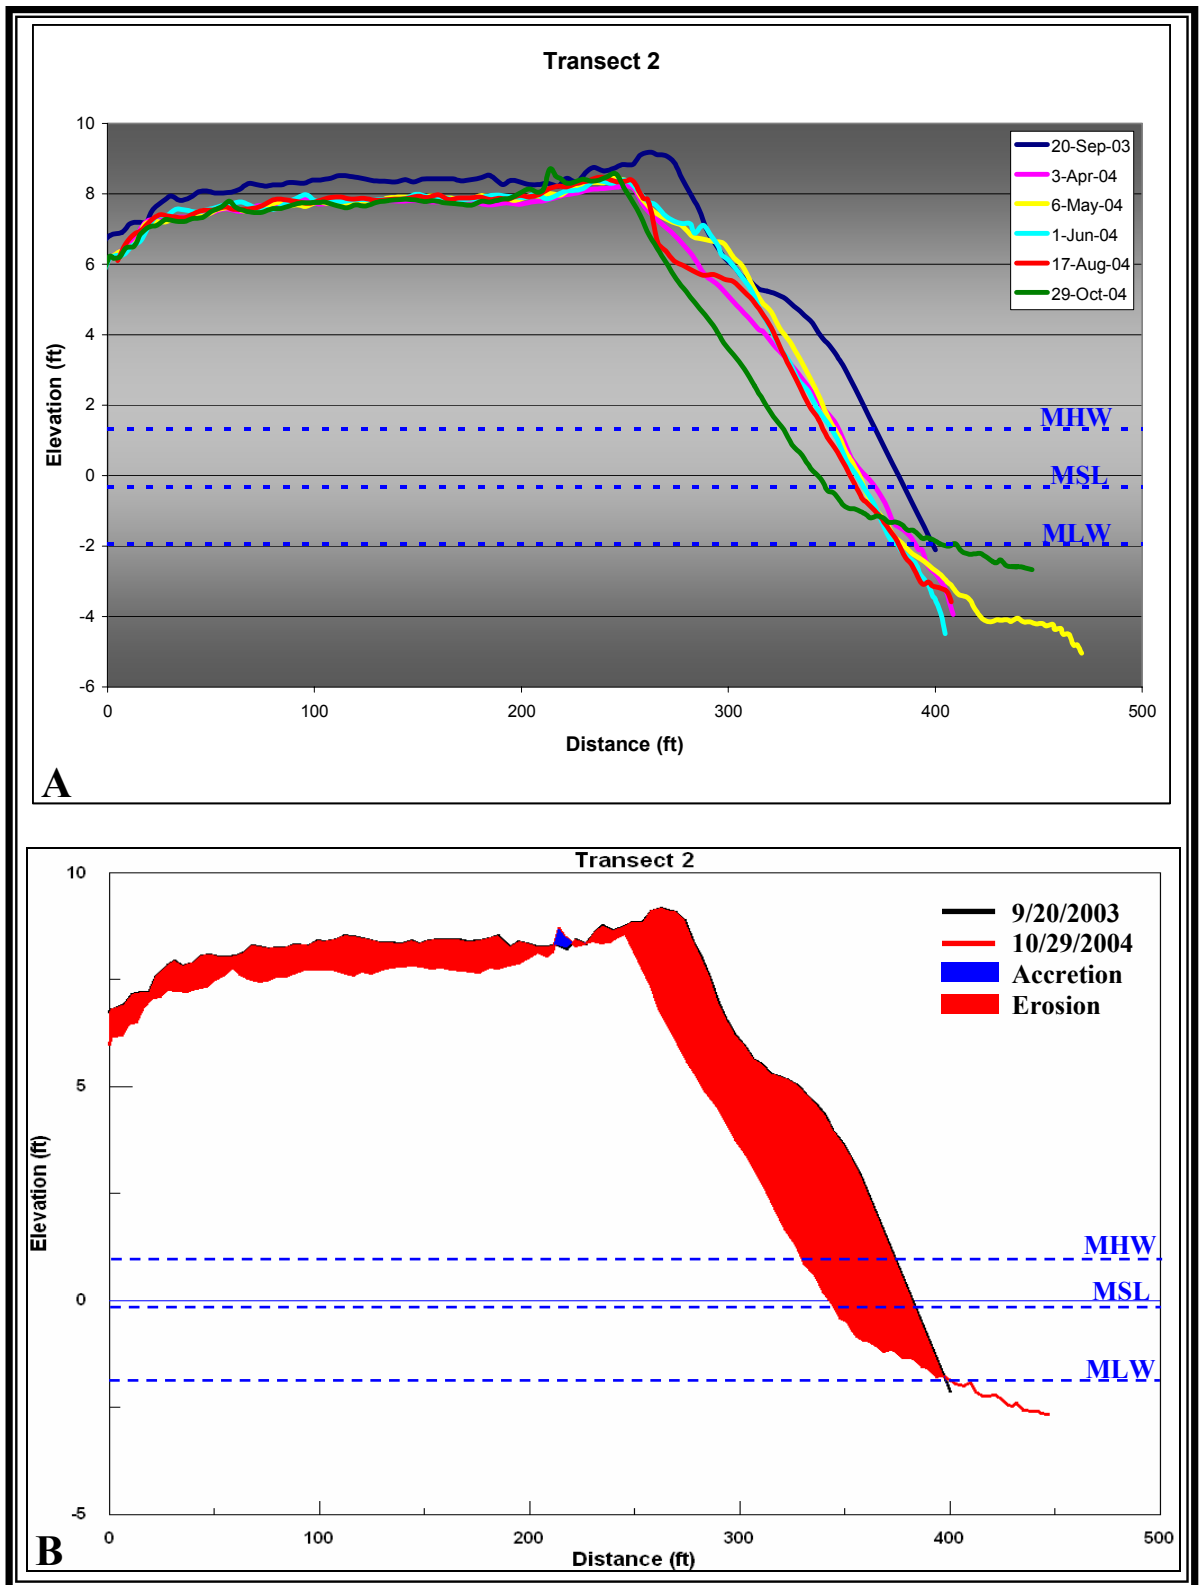 Transect 2
10
8
6
4
2
0
-2
-4
-6
Elevation (ft)
20-Sep-03
3-Apr-04
6-May-04
1-Jun-04
17-Aug-04
29-Oct-04
MHW
MSL
MLW
0 100 200 300 400 500
Distance (ft)
A
Transect 2
10
5
0
-5
Elevation (ft)
9/20/2003
10/29/2004
Accretion
Erosion
MHW
MSL
MLW
0 100 200 300 400 500
Distance (ft)
B